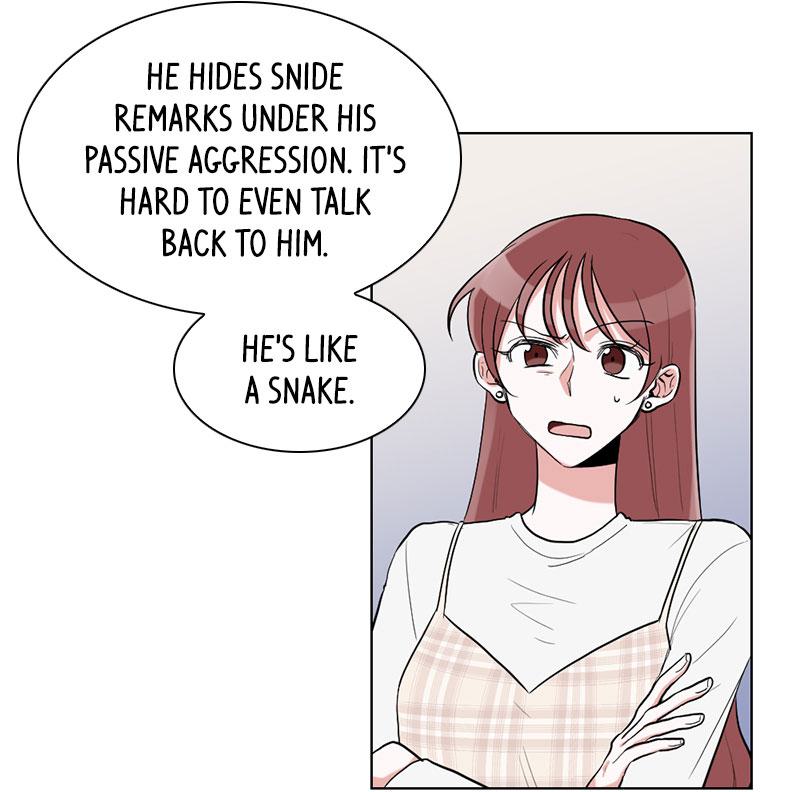 HE HIDES SNIDE
REMARKS UNDER HIS
PASSIVE AGGRESSION. IT'S
HARD TO EVEN TALK
BACK TO HIM.
HE'S LIKE
A SNAKE.